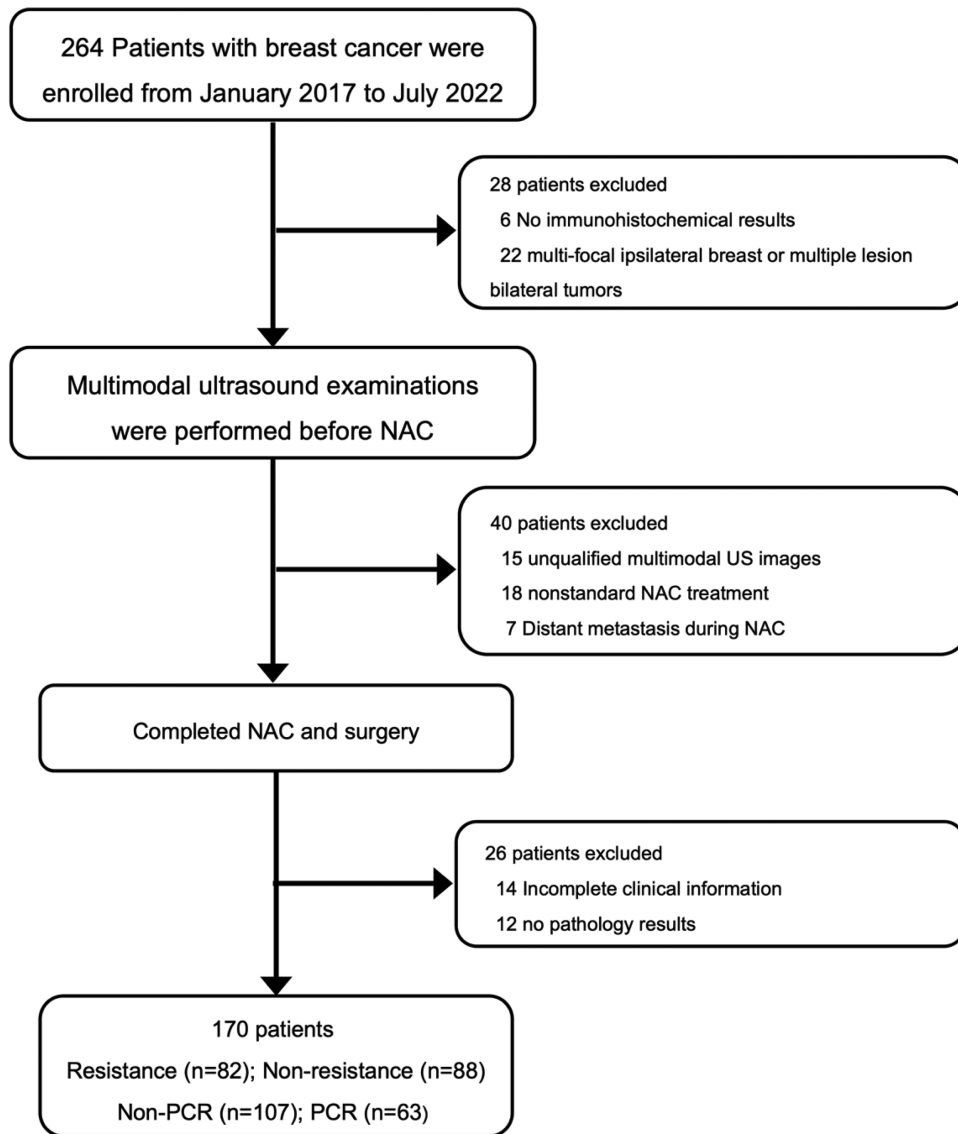 264 Patients with breast cancer were
enrolled from January 2017 to July 2022
28 patients excluded
6 No immunohistochemical results
22 multi-focal ipsilateral breast or multiple lesion
bilateral tumors
Multimodal ultrasound examinations
were performed before NAC
40 patients excluded
15 unqualified multimodal US images
18 nonstandard NAC treatment
7 Distant metastasis during NAC
Completed NAC and surgery
26 patients excluded
14 Incomplete clinical information
12 no pathology results
170 patients
Resistance (n=82); Non-resistance (n=88)
Non-PCR (n=107); PCR (n=63)